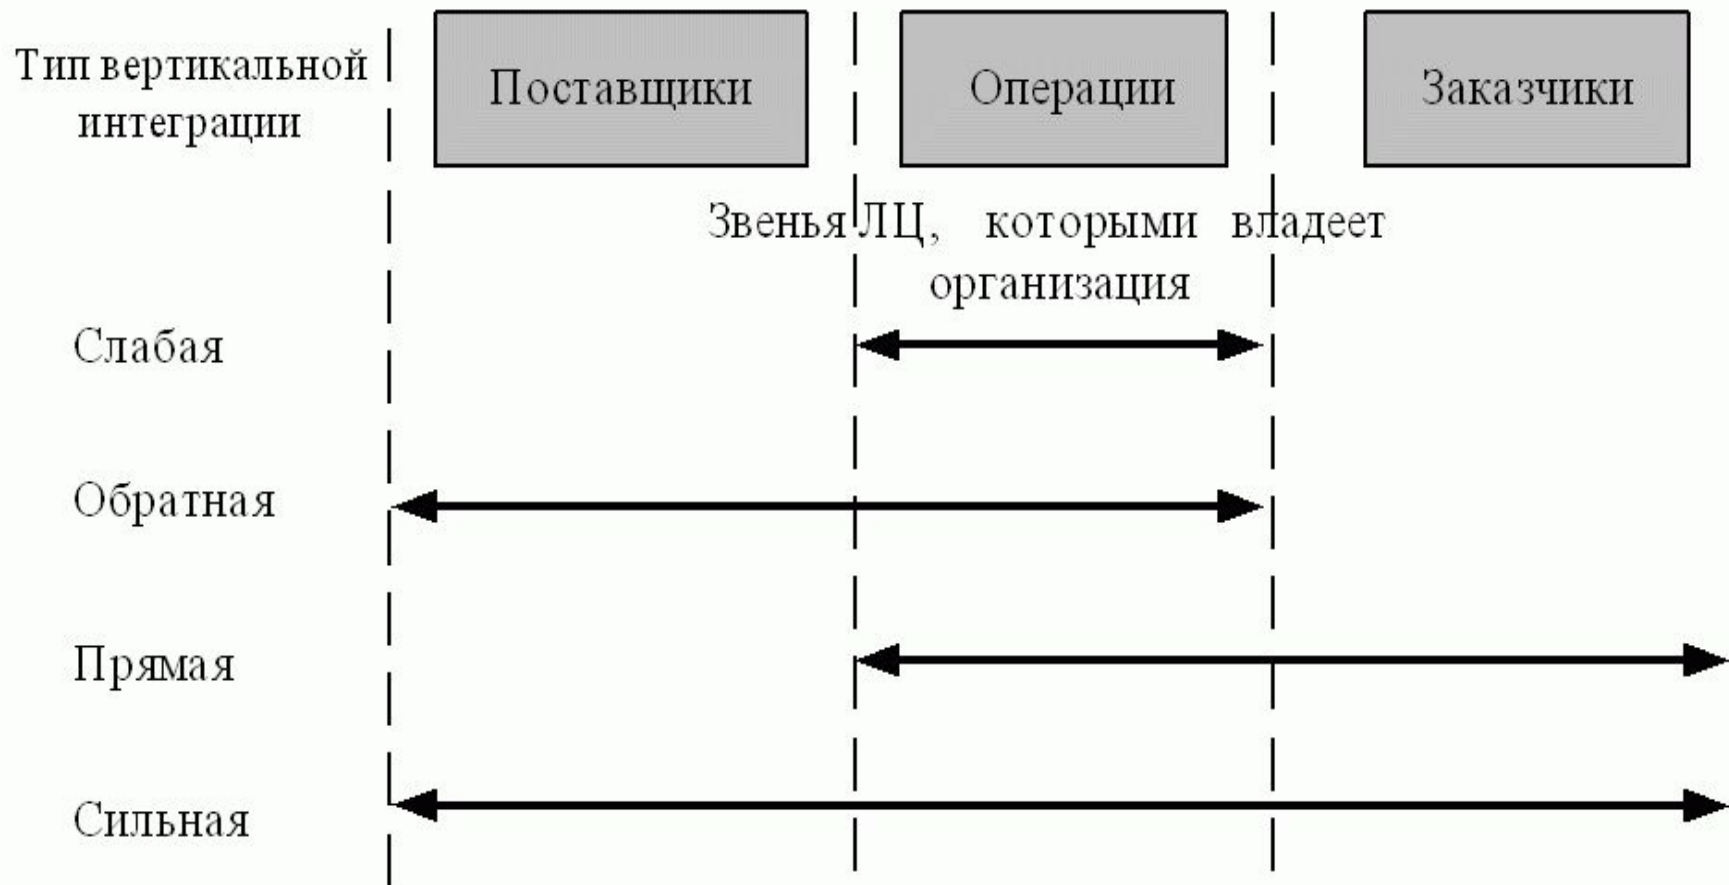 Тип вертикальной
интеграции
Поставщики
Операции
Заказчики
Звенья ЛЦ, которыми владеет
организация
Слабая
Обратная
Прямая
Сильная